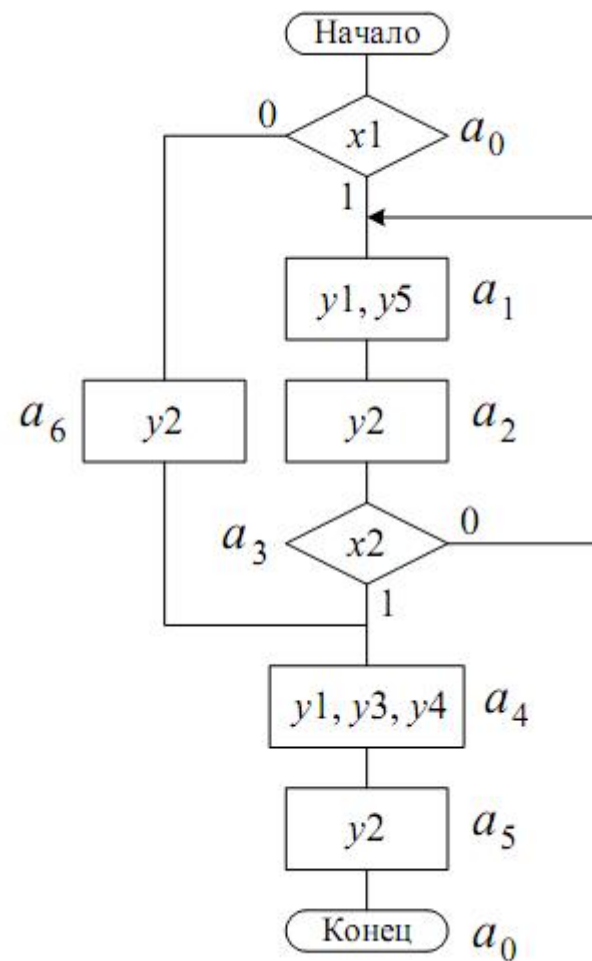 Начало
0
x1
a0
1
y1, y5
a1
a6
y2
y2
a2
a3
x2
0
1
y1, y3, y4
a4
y2
a5
Конец
a0